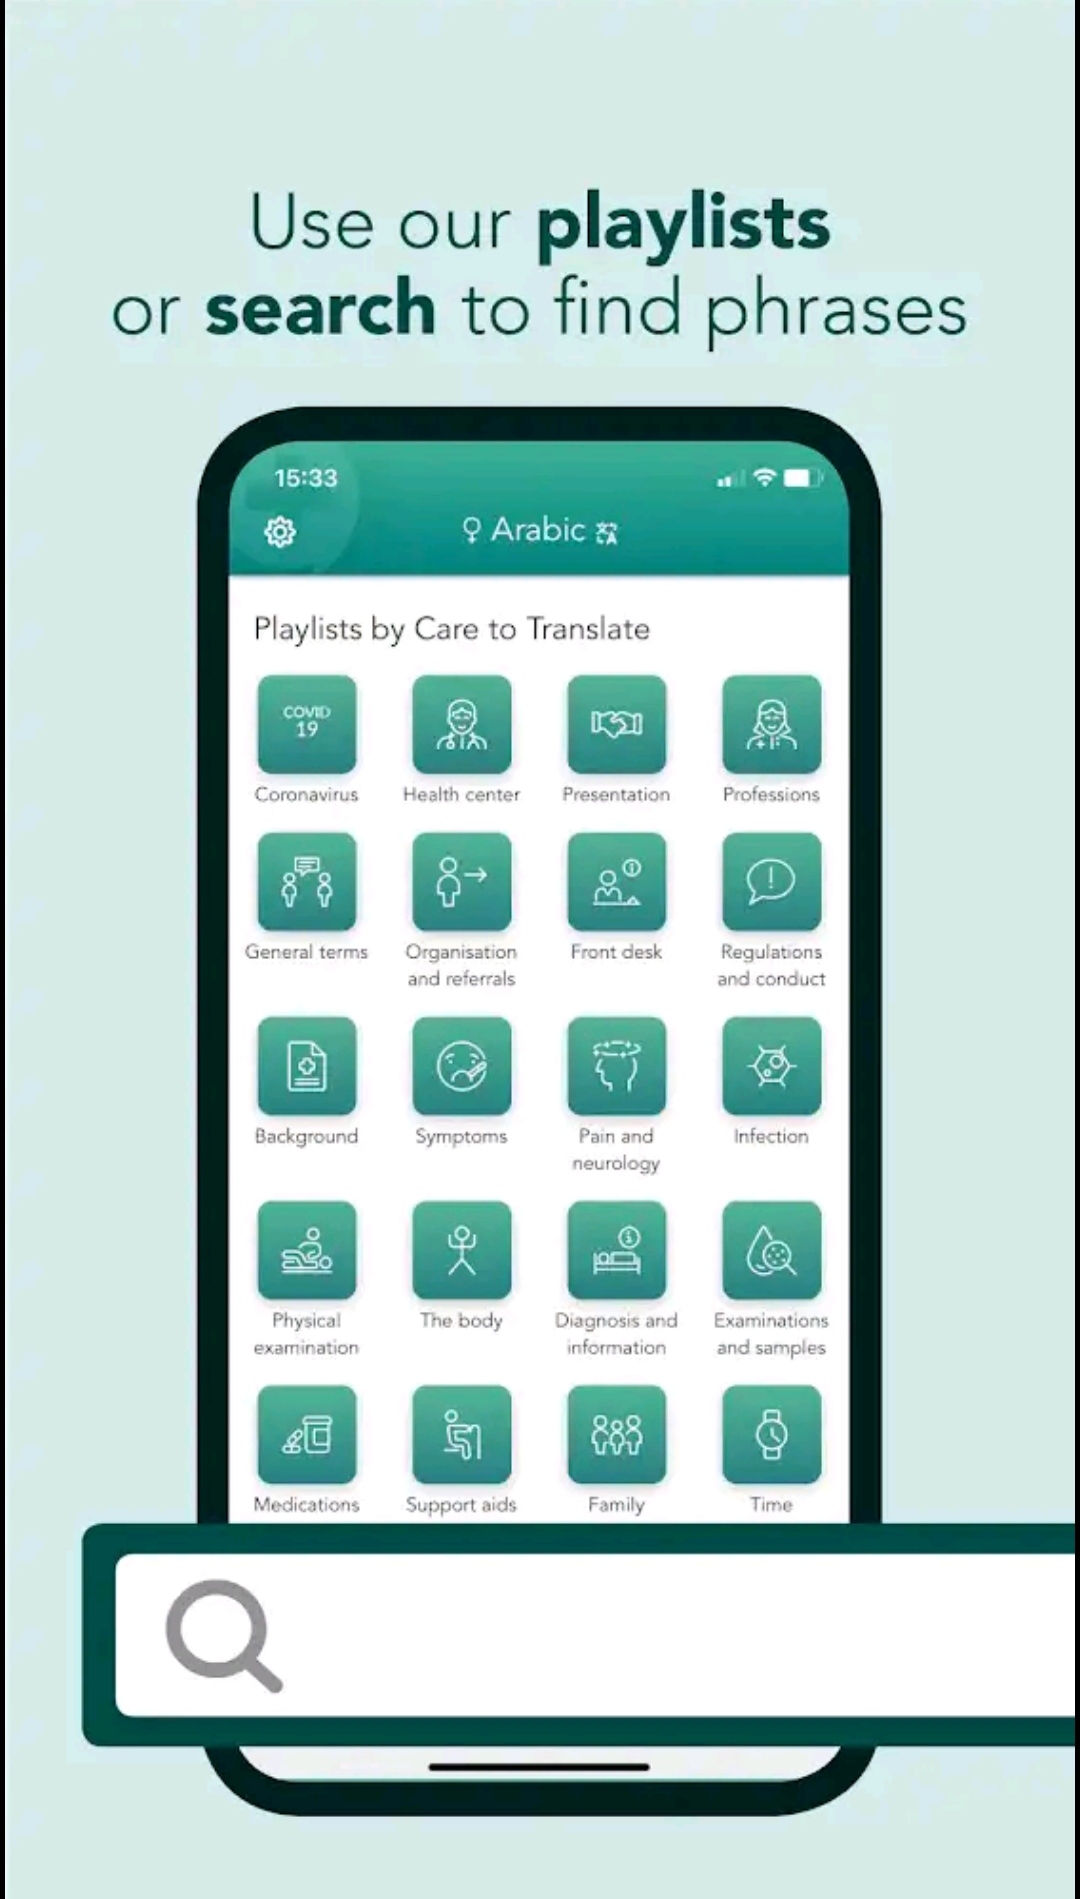 Use our playlists
or search to find phrases
15:33
♀ Arabic
Playlists by Care to Translate
COVID
19
Coronavirus
Health center
Presentation
Professions
General terms
Organisation
and referrals
Front desk
Regulations
and conduct
Background
Symptoms
Pain and
neurology
Infection
Physical
examination
The body
Diagnosis and
information
Examinations
and samples
Medications
Support aids
Family
Time